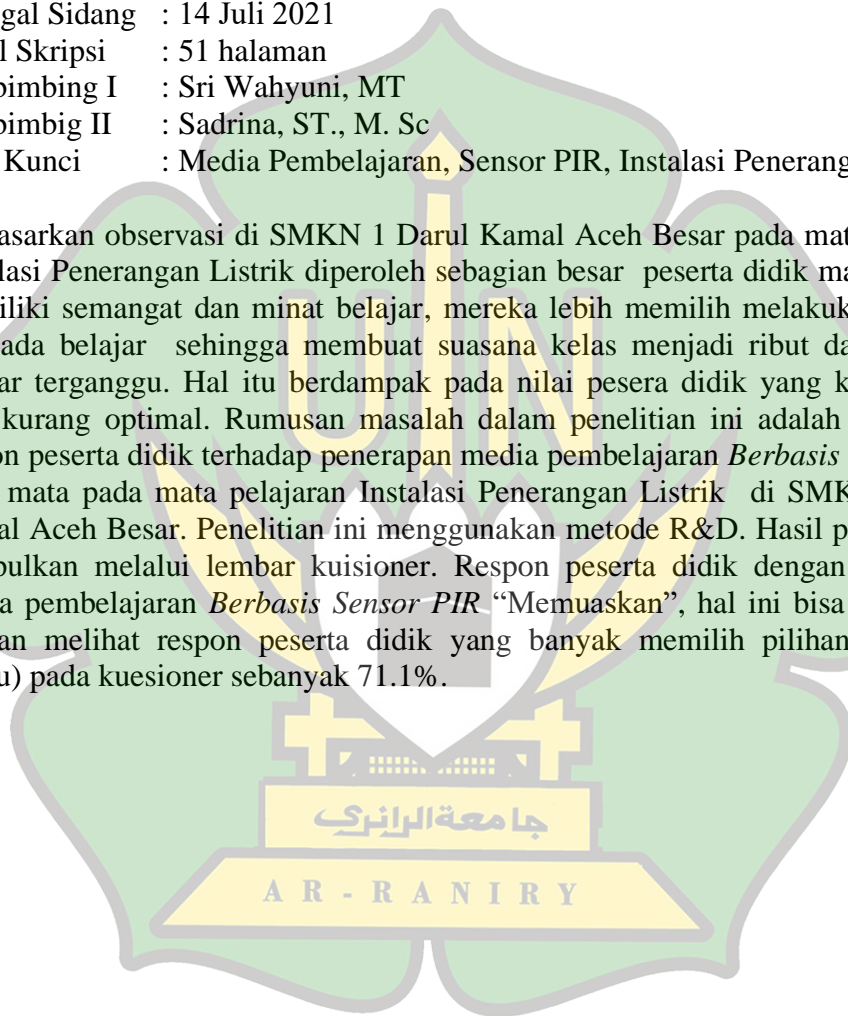 gal Sidang : 14 Juli 2021
l Skripsi : 51 halaman
bimbing I : Sri Wahyuni, MT
bimbig II : Sadrina, ST., M. Sc
Kunci : Media Pembelajaran, Sensor PIR, Instalasi Penerang
asarkan observasi di SMKN 1 Darul Kamal Aceh Besar pada mat
lasi Penerangan Listrik diperoleh sebagian besar peserta didik ma
iliki semangat dan minat belajar, mereka lebih memilih melakuk
ada belajar sehingga membuat suasana kelas menjadi ribut da
ar terganggu. Hal itu berdampak pada nilai pesera didik yang k
kurang optimal. Rumusan masalah dalam penelitian ini adalah
on peserta didik terhadap penerapan media pembelajaran Berbasis
mata pada mata pelajaran Instalasi Penerangan Listrik di SMK
al Aceh Besar. Penelitian ini menggunakan metode R&D. Hasil p
pulkan melalui lembar kuisioner. Respon peserta didik dengan
a pembelajaran Berbasis Sensor PIR “Memuaskan”, hal ini bisa
an melihat respon peserta didik yang banyak memilih pilihan
u) pada kuesioner sebanyak 71.1%.
UIN
جامعةالرانري
AR-RANIRY